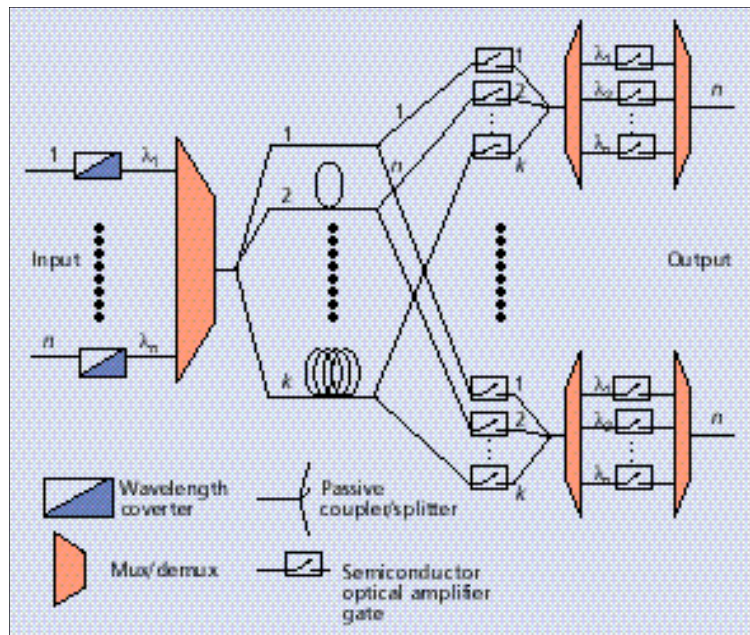 1
λ1
Input
n
λn
1
2
k
1
n
1
2
k
λ1
λ2
λn
n
Output
1
2
k
λ1
λ2
λn
n
Wavelength
coverter
Passive
coupler/splitter
Mux/demux
Semiconductor
optical amplifier
gate